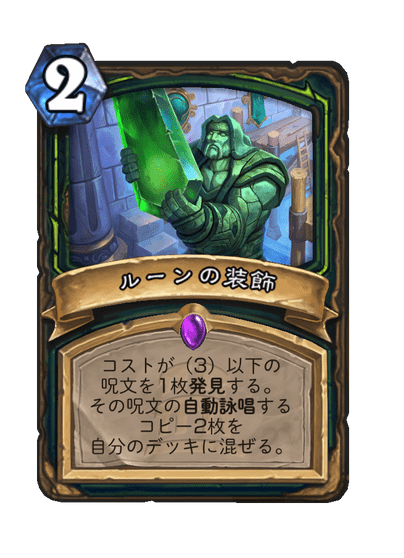 2
ルーンの装飾
コストが（3）以下の
呪文を1枚発見する。
その呪文の自動詠唱する
コピー2枚を
自分のデッキに混ぜる。